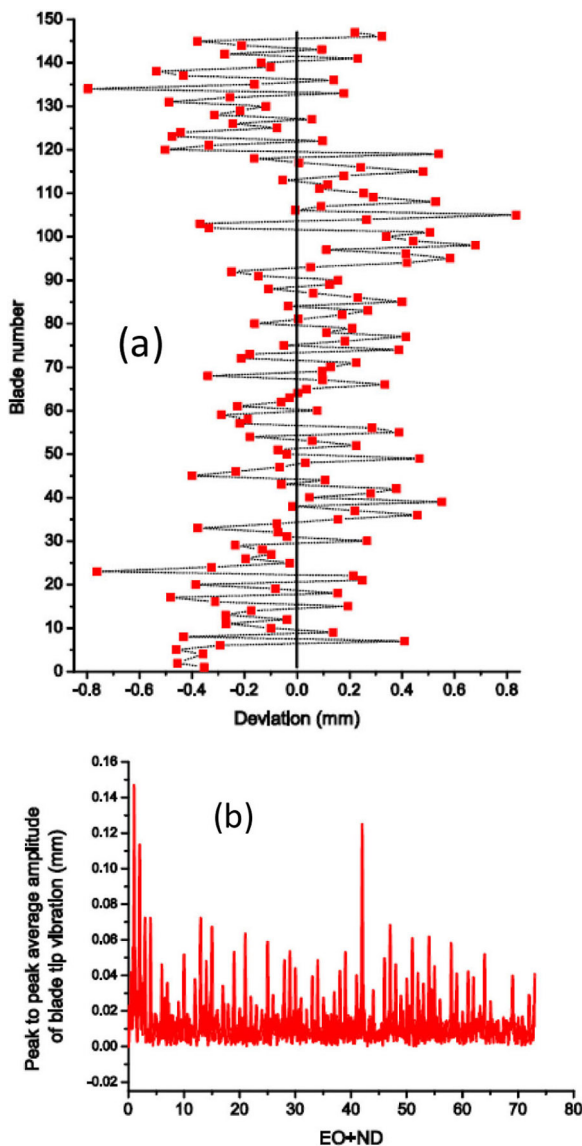 150
140
130
120
110
100
90
80
70
60
50
40
30
20
10
0
Blade number
(a)
-0.8 -0.6 -0.4 -0.2 0.0 0.2 0.4 0.6 0.8
Deviation (mm)
0.16
0.14
0.12
0.10
0.08
0.06
0.04
0.02
0.00
-0.02
Peak to peak average amplitude
of blade tip vibration (mm)
(b)
0 10 20 30 40 50 60 70 80
EO+ND